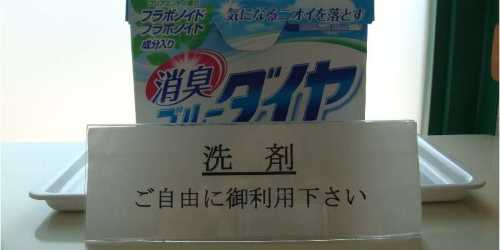 フラボノイド
フラボノイド
成分入り
気になるニオイを落とす
消臭
ブルーダイヤ
洗 剤
ご自由に御利用下さい